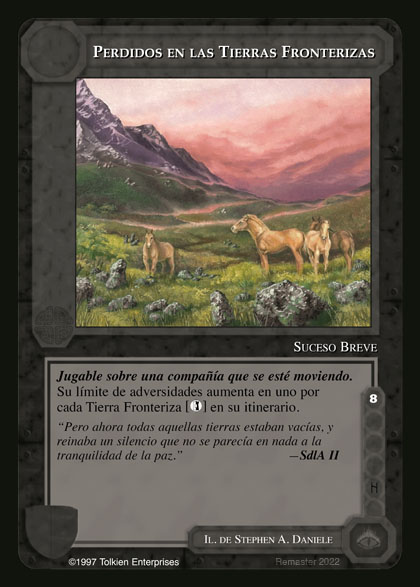 Perdidos en las Tierras Fronterizas
Suceso Breve
Jugable sobre una compañía que se esté moviendo.
Su límite de adversidades aumenta en uno por
cada Tierra Fronteriza [ ] en su itinerario.
“Pero ahora todas aquellas tierras estaban vacías, y
reinaba un silencio que no se parecía en nada a la
tranquilidad de la paz.” —SdlA II
8
Il. de Stephen A. Daniele
©1997 Tolkien Enterprises
Remaster 2022